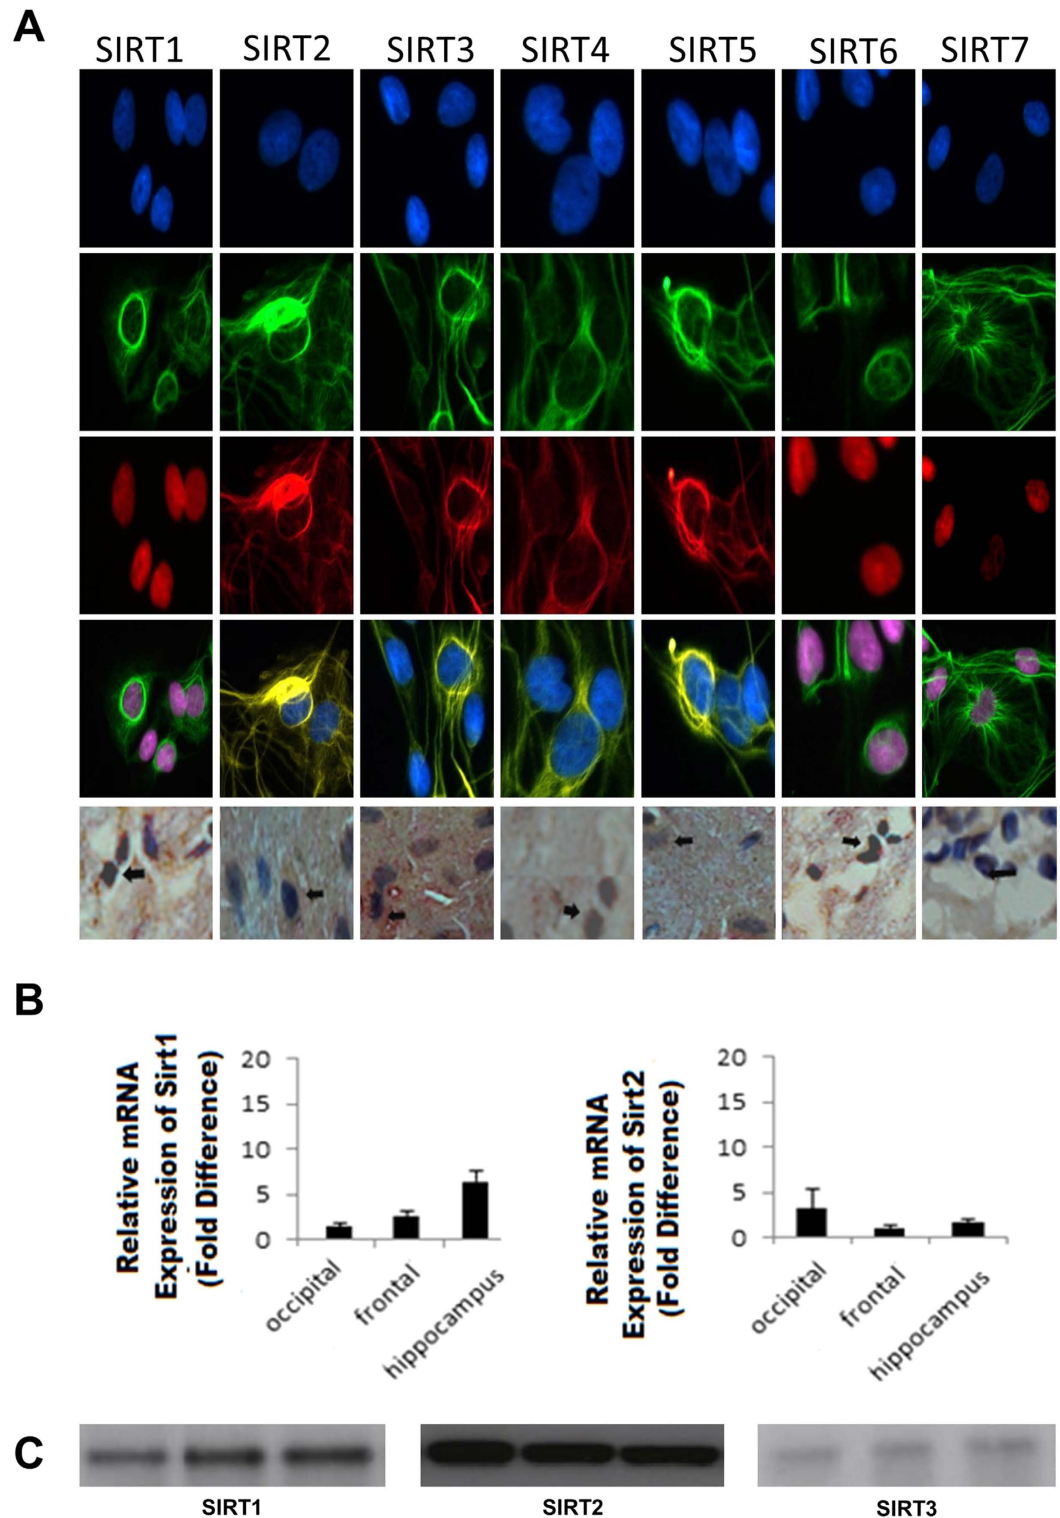 A
SIRT1 SIRT2 SIRT3 SIRT4 SIRT5 SIRT6 SIRT7
B
Relative mRNA
Expression of Sirt1
(Fold Difference)
20
15
10
5
0
occipital
frontal
hippocampus
Relative mRNA
Expression of Sirt2
(Fold Difference)
20
15
10
5
0
occipital
frontal
hippocampus
C
SIRT1 SIRT2 SIRT3